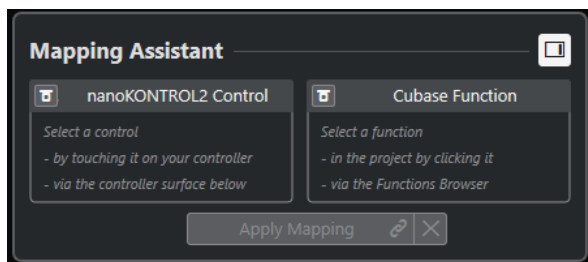 Mapping Assistant
nanoKONTROL2 Control
Select a control
- by touching it on your controller
- via the controller surface below
Cubase Function
Select a function
- in the project by clicking it
- via the Functions Browser
Apply Mapping